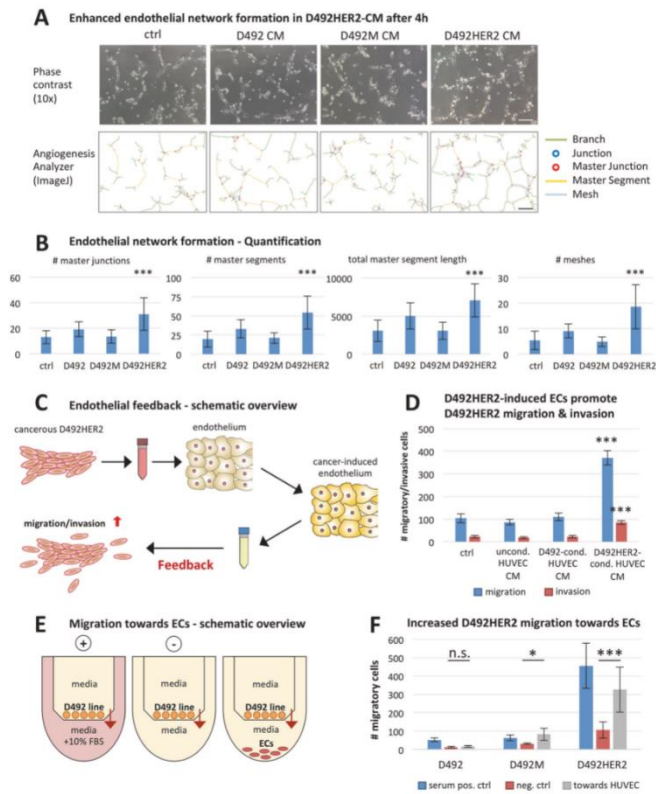 A Enhanced endothelial network formation in D492HER2-CM after 4h
ctrl D492 CM D492M CM D492HER2 CM
Phase
contrast
(10x)
Angiogenesis
Analyzer
(ImageJ)
Branch
Junction
Master Junction
Master Segment
Mesh
B Endothelial network formation - Quantification
# master junctions
60
40
20
0
***
ctrl D492 D492M D492HER2
# master segments
100
75
50
25
0
***
ctrl D492 D492M D492HER2
total master segment length
10000
5000
0
***
ctrl D492 D492M D492HER2
# meshes
30
20
10
0
***
ctrl D492 D492M D492HER2
C Endothelial feedback - schematic overview
cancerous D492HER2
endothelium
cancer-induced
endothelium
migration/invasion
Feedback
D D492HER2-induced ECs promote
D492HER2 migration & invasion
# migratory/invasive cells
500
400
300
200
100
0
***
***
ctrl
uncond.
HUVEC
CM
D492-cond.
HUVEC
CM
D492HER2-
cond. HUVEC
CM
migration invasion
E Migration towards ECs - schematic overview
+
-
media
D492 line
media
+10% FBS
media
D492 line
media
media
D492 line
media
ECs
F Increased D492HER2 migration towards ECs
# migratory cells
600
500
400
300
200
100
0
n.s.
*
***
D492 D492M D492HER2
serum pos. ctrl neg. ctrl towards HUVEC